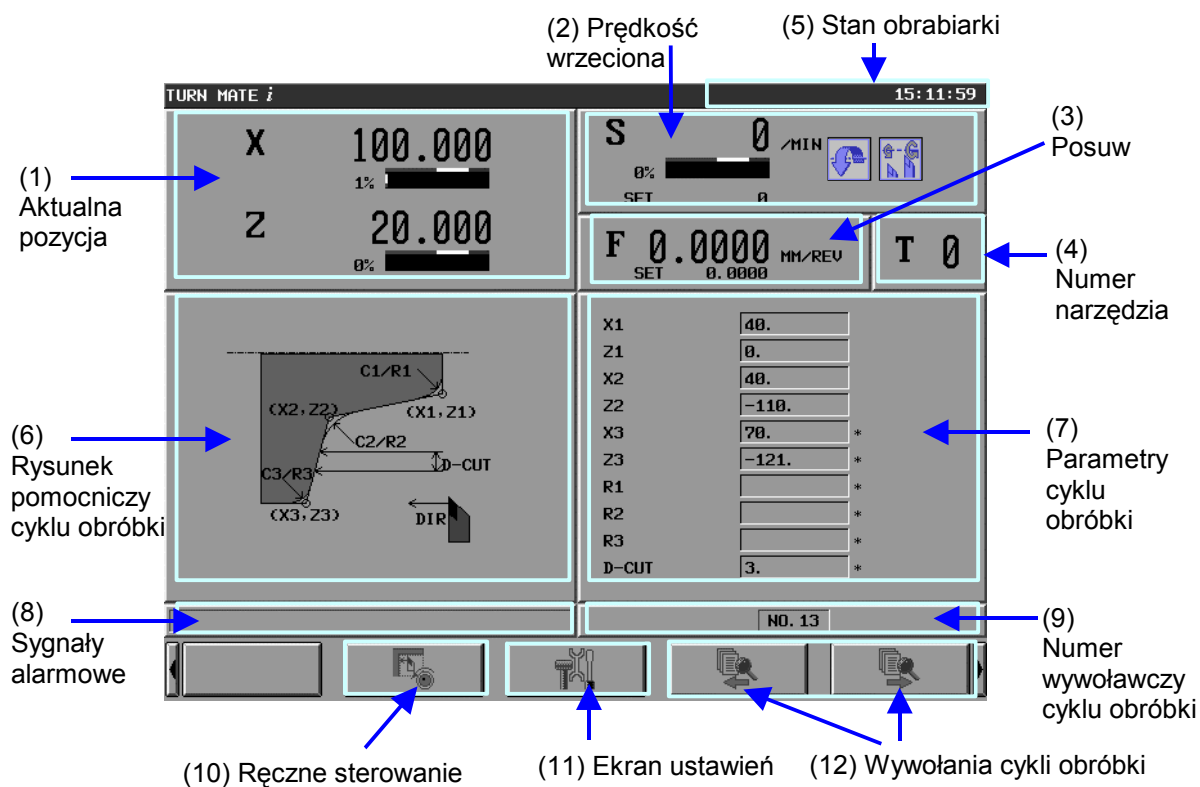 (2) Prędkość
wrzeciona
(5) Stan obrabiarki
TURN MATE i
15:11:59
(1)
Aktualna
pozycja
X 100.000
1%
Z 20.000
0%
S 0 /MIN
0%
SET 0
G-G
(3)
Posuw
F 0.0000 MM/REV
SET 0.0000
T 0
(4)
Numer
narzędzia
(6)
Rysunek
pomocniczy
cyklu obróbki
C1/R1
(X2,Z2)
(X1,Z1)
C2/R2
D-CUT
C3/R3
(X3,Z3)
DIR
X1 40.
Z1 0.
X2 40.
Z2 -110.
X3 70. *
Z3 -121. *
R1 *
R2 *
R3 *
D-CUT 3. *
(7)
Parametry
cyklu
obróbki
(8)
Sygnały
alarmowe
NO.13
(9)
Numer
wywoławczy
cyklu obróbki
(10) Ręczne sterowanie
(11) Ekran ustawień
(12) Wywołania cykli obróbki